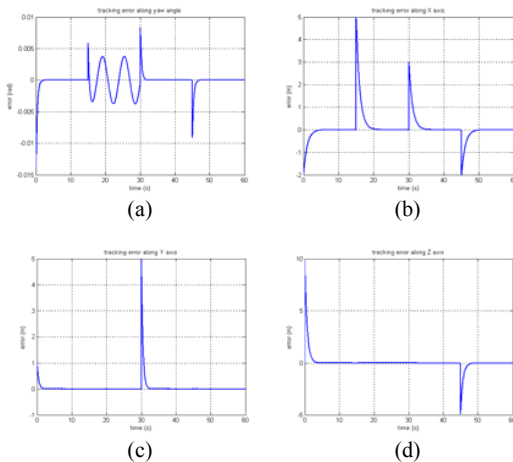 tracking error along yaw angle
error (rad)
0.01
0.005
0
-0.005
-0.01
-0.015
0 10 20 30 40 50 60
time (s)
(a)
tracking error along X axis
error (m)
5
4
3
2
1
0
-1
-2
0 10 20 30 40 50 60
time (s)
(b)
tracking error along Y axis
error (m)
5
4
3
2
1
0
-1
0 10 20 30 40 50 60
time (s)
(c)
tracking error along Z axis
error (m)
10
5
0
-5
0 10 20 30 40 50 60
time (s)
(d)